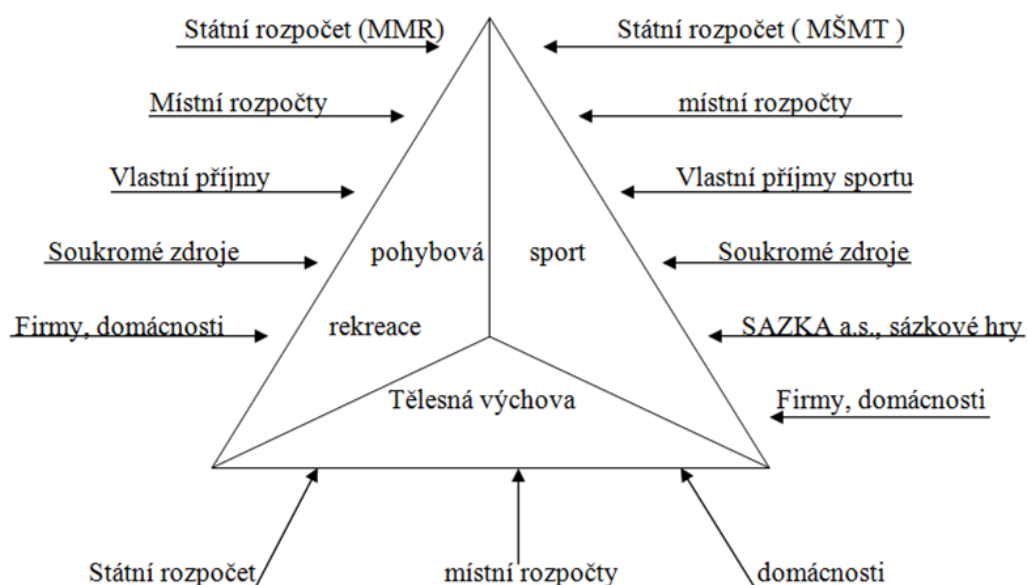 Státní rozpočet (MMR)
Státní rozpočet ( MŠMT )
Místní rozpočty
místní rozpočty
Vlastní příjmy
Vlastní příjmy sportu
Soukromé zdroje
pohybová
sport
Soukromé zdroje
Firmy, domácnosti
rekreace
SAZKA a.s., sázkové hry
Tělesná výchova
Firmy, domácnosti
Státní rozpočet
místní rozpočty
domácnosti